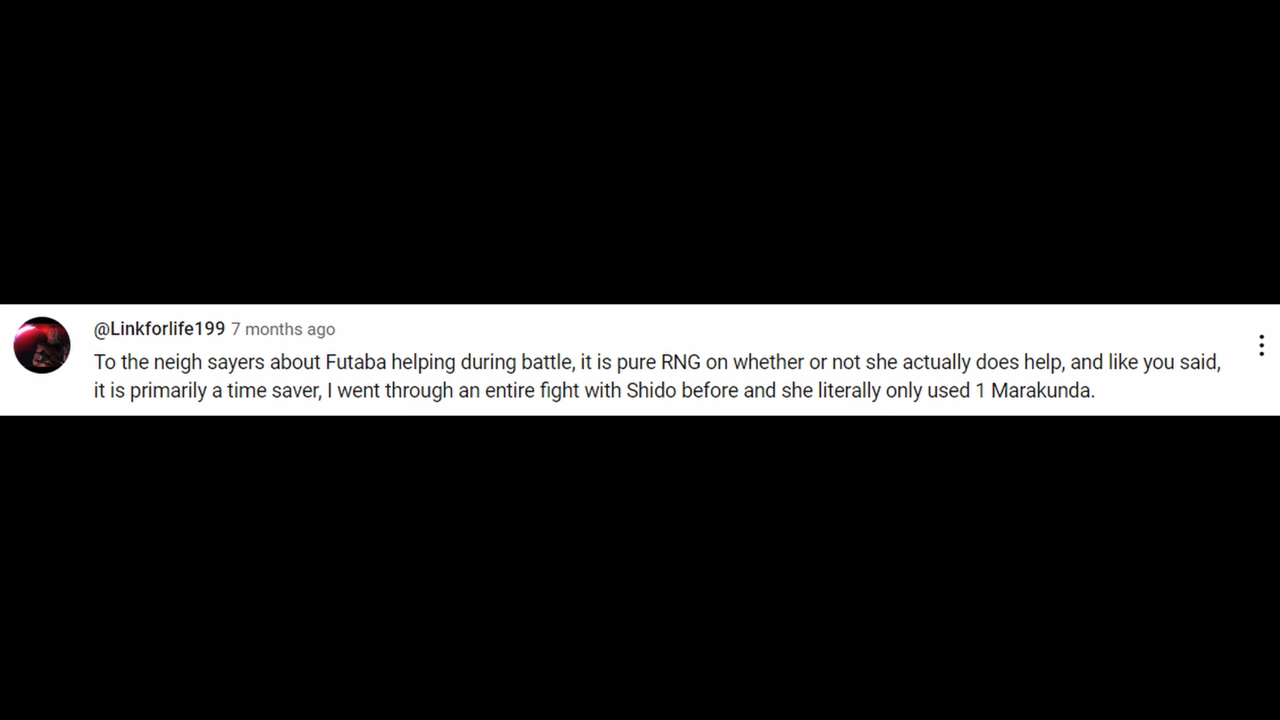 @Linkforlife199 7 months ago
To the neigh sayers about Futaba helping during battle, it is pure RNG on whether or not she actually does help, and like you said,
it is primarily a time saver, I went through an entire fight with Shido before and she literally only used 1 Marakunda.